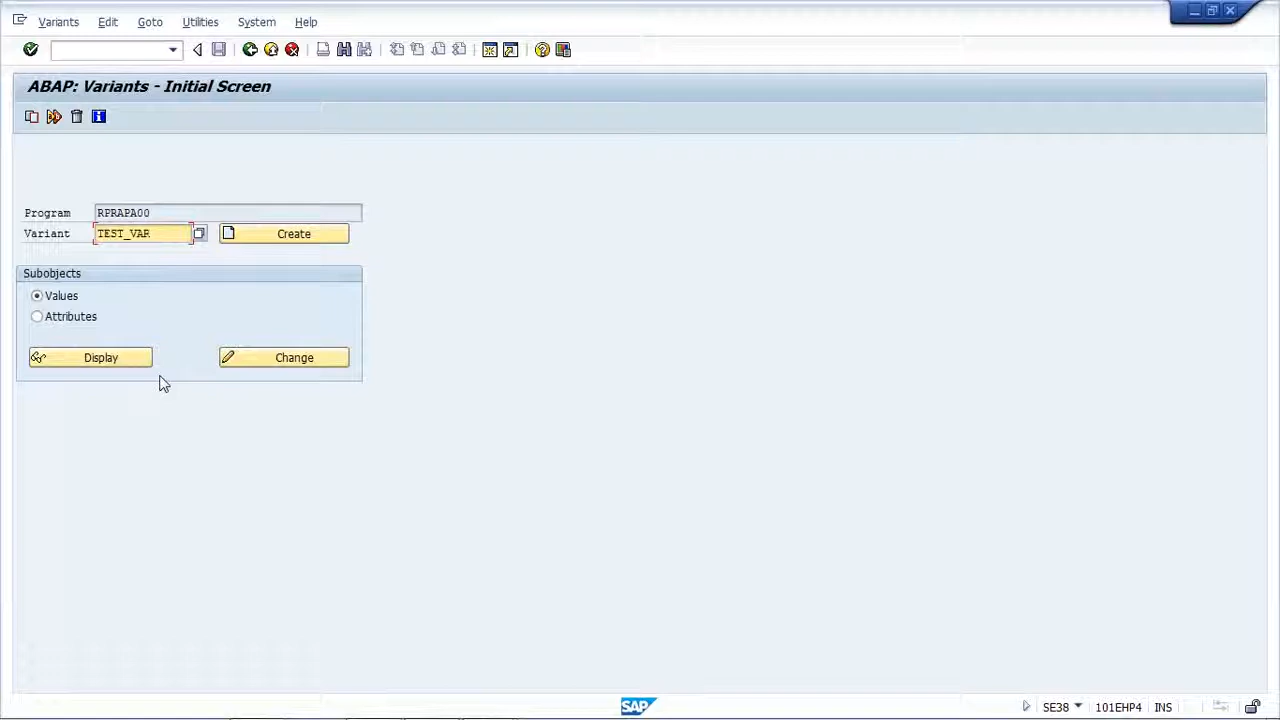 Variants Edit Goto Utilities System Help
ABAP: Variants - Initial Screen
Program RPRAPA00
Variant TEST_VAR Create
Subobjects
Values
Attributes
Display Change
SAP SE38 101EHP4 INS